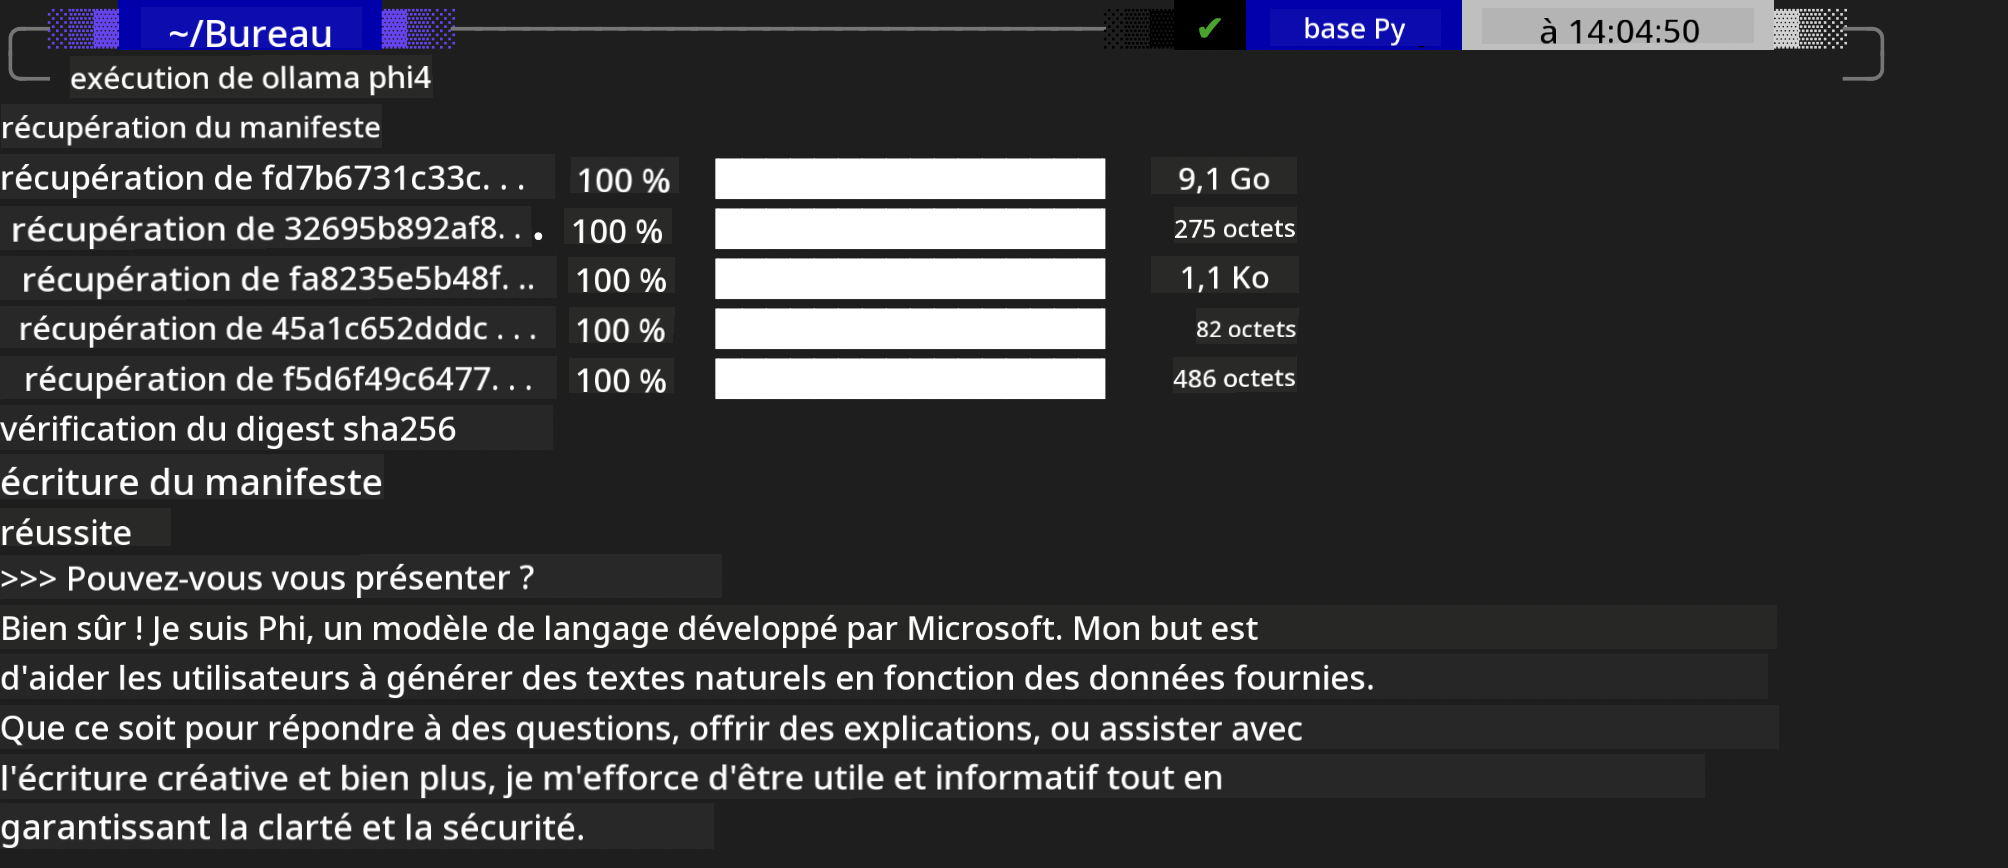 ~/Bureau ✔ base Py à 14:04:50
exécution de ollama phi4
récupération du manifeste
récupération de fd7b6731c33c. . . 100 % 9,1 Go
récupération de 32695b892af8. . . 100 % 275 octets
récupération de fa8235e5b48f. .. 100 % 1,1 Ko
récupération de 45a1c652dddc . . . 100 % 82 octets
récupération de f5d6f49c6477. . . 100 % 486 octets
vérification du digest sha256
écriture du manifeste
réussite
>>> Pouvez-vous vous présenter ?
Bien sûr ! Je suis Phi, un modèle de langage développé par Microsoft. Mon but est
d'aider les utilisateurs à générer des textes naturels en fonction des données fournies.
Que ce soit pour répondre à des questions, offrir des explications, ou assister avec
l'écriture créative et bien plus, je m'efforce d'être utile et informatif tout en
garantissant la clarté et la sécurité.